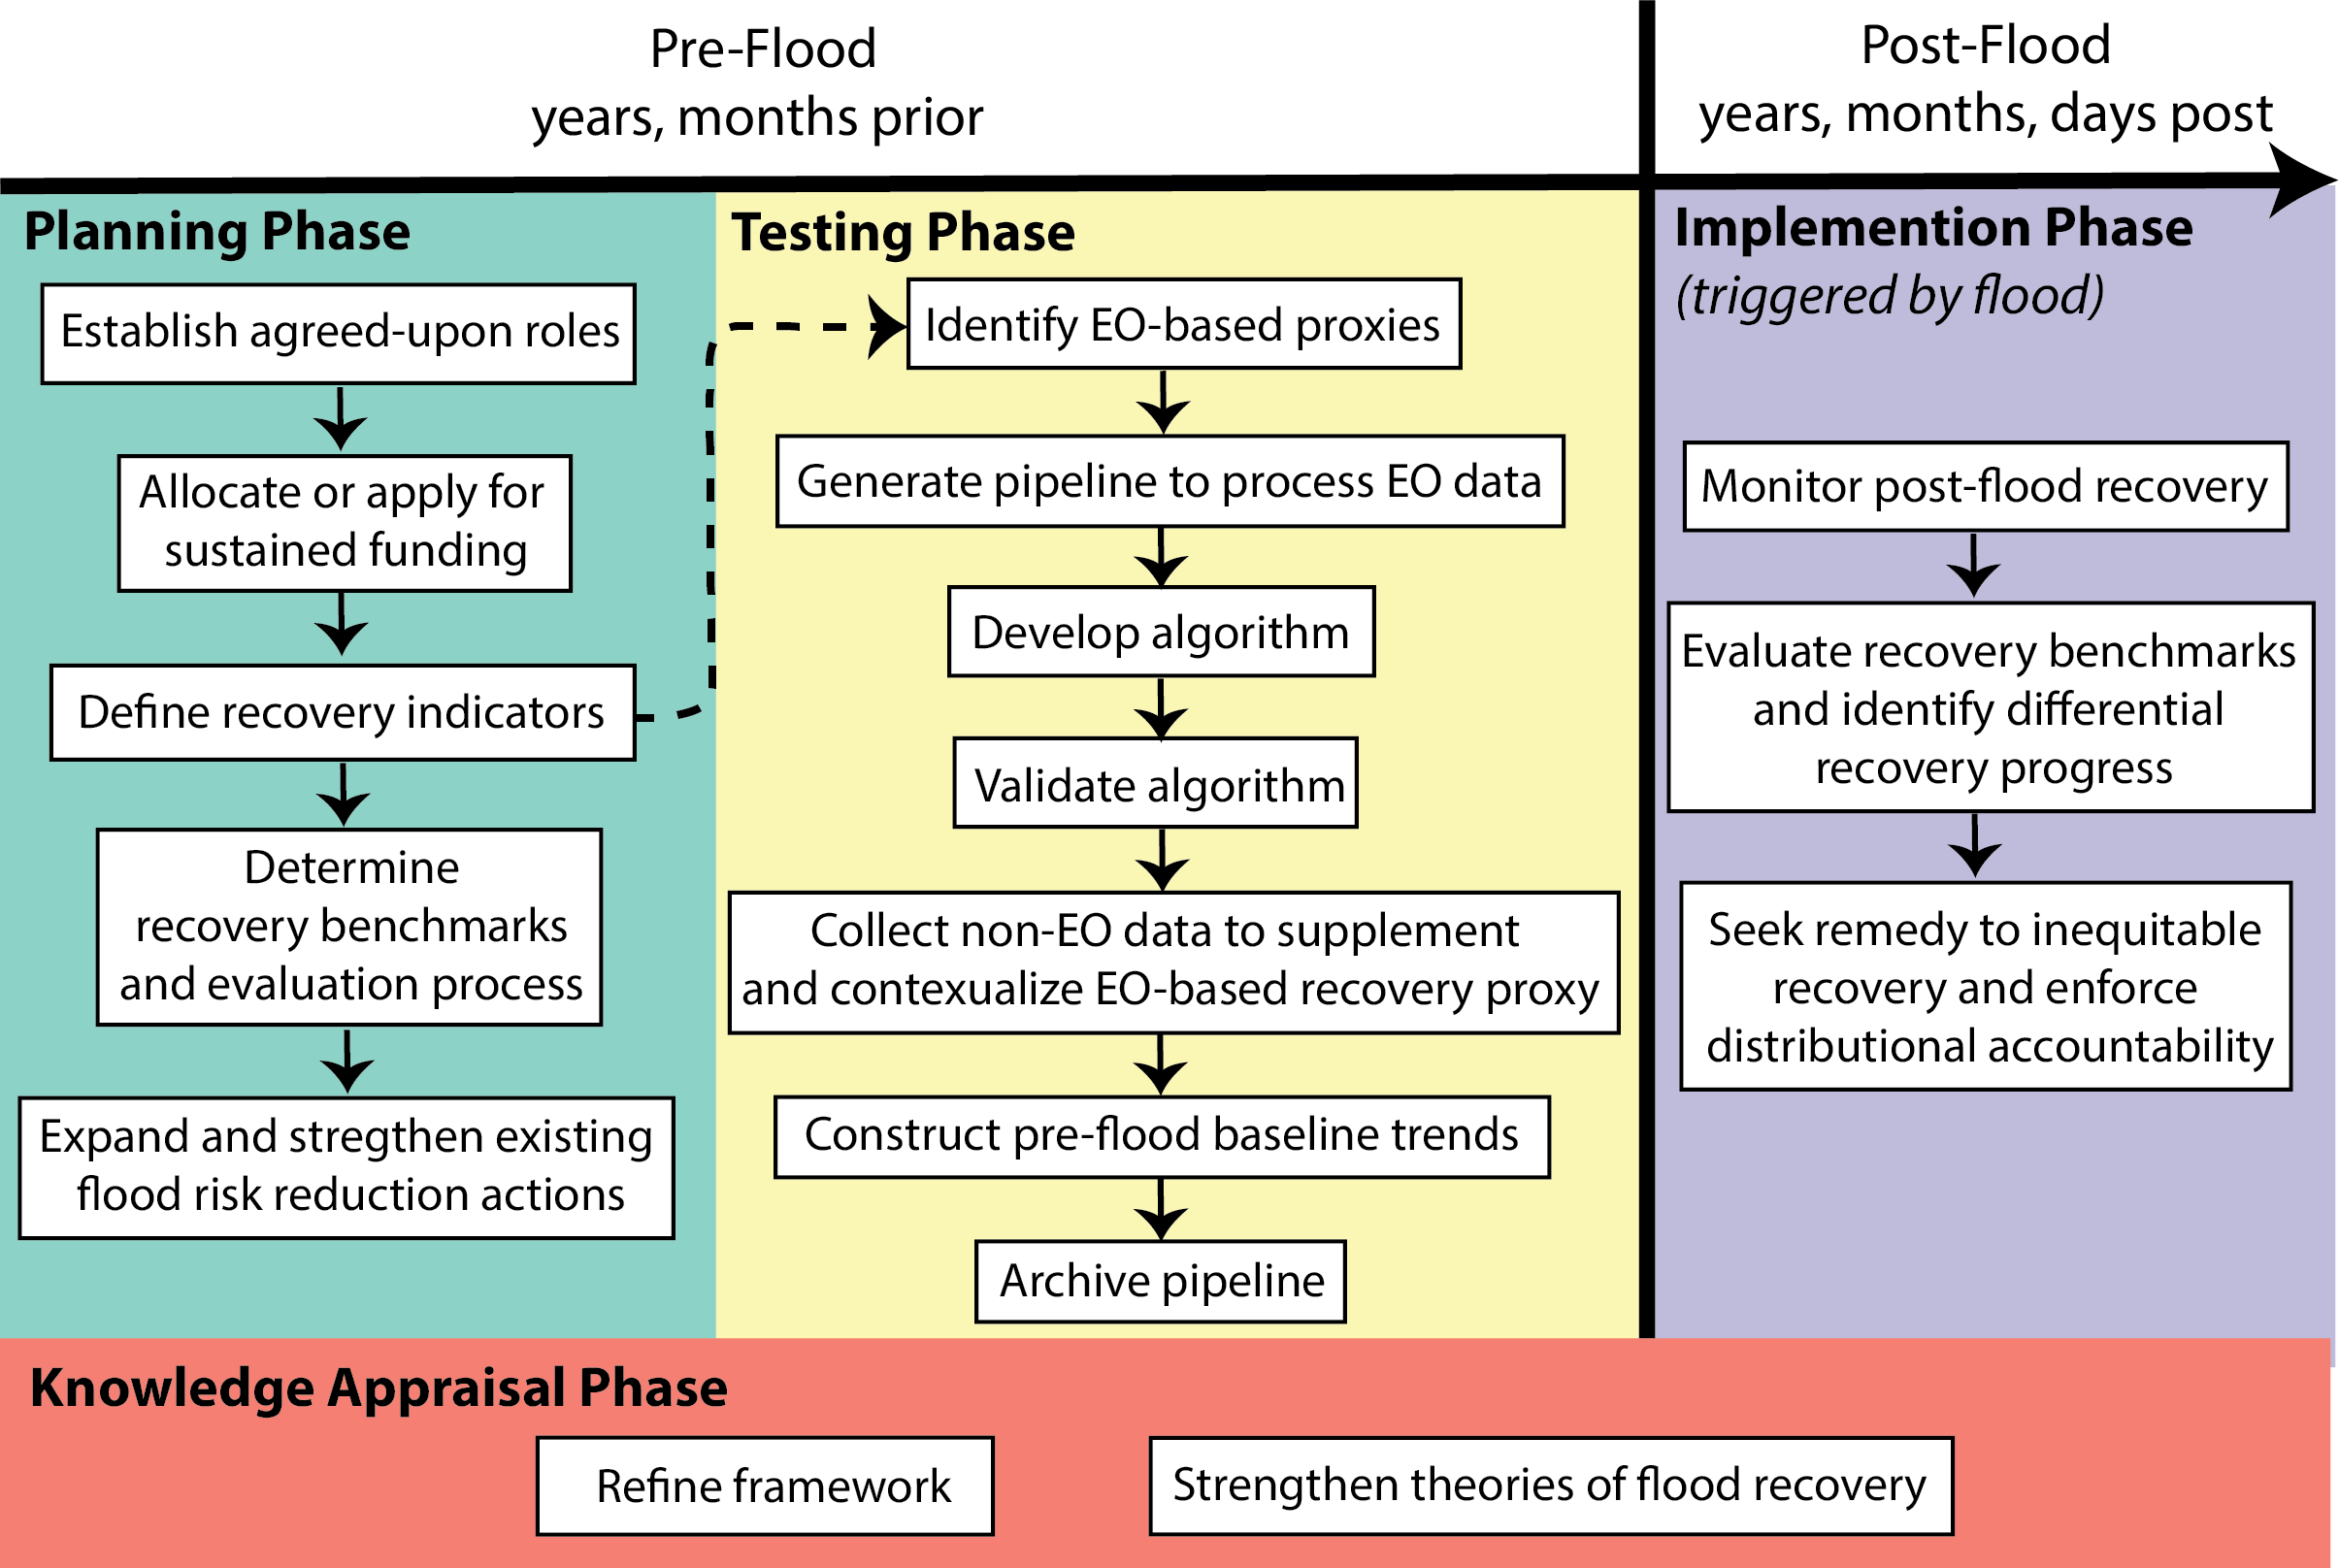 Pre-Flood
years, months prior
Post-Flood
years, months, days post
Planning Phase
Establish agreed-upon roles
Allocate or apply for
sustained funding
Define recovery indicators
Determine
recovery benchmarks
and evaluation process
Expand and stregthen existing
flood risk reduction actions
Testing Phase
Identify EO-based proxies
Generate pipeline to process EO data
Develop algorithm
Validate algorithm
Collect non-EO data to supplement
and contexualize EO-based recovery proxy
Construct pre-flood baseline trends
Archive pipeline
Implemention Phase
(triggered by flood)
Monitor post-flood recovery
Evaluate recovery benchmarks
and identify differential
recovery progress
Seek remedy to inequitable
recovery and enforce
distributional accountability
Knowledge Appraisal Phase
Refine framework
Strengthen theories of flood recovery